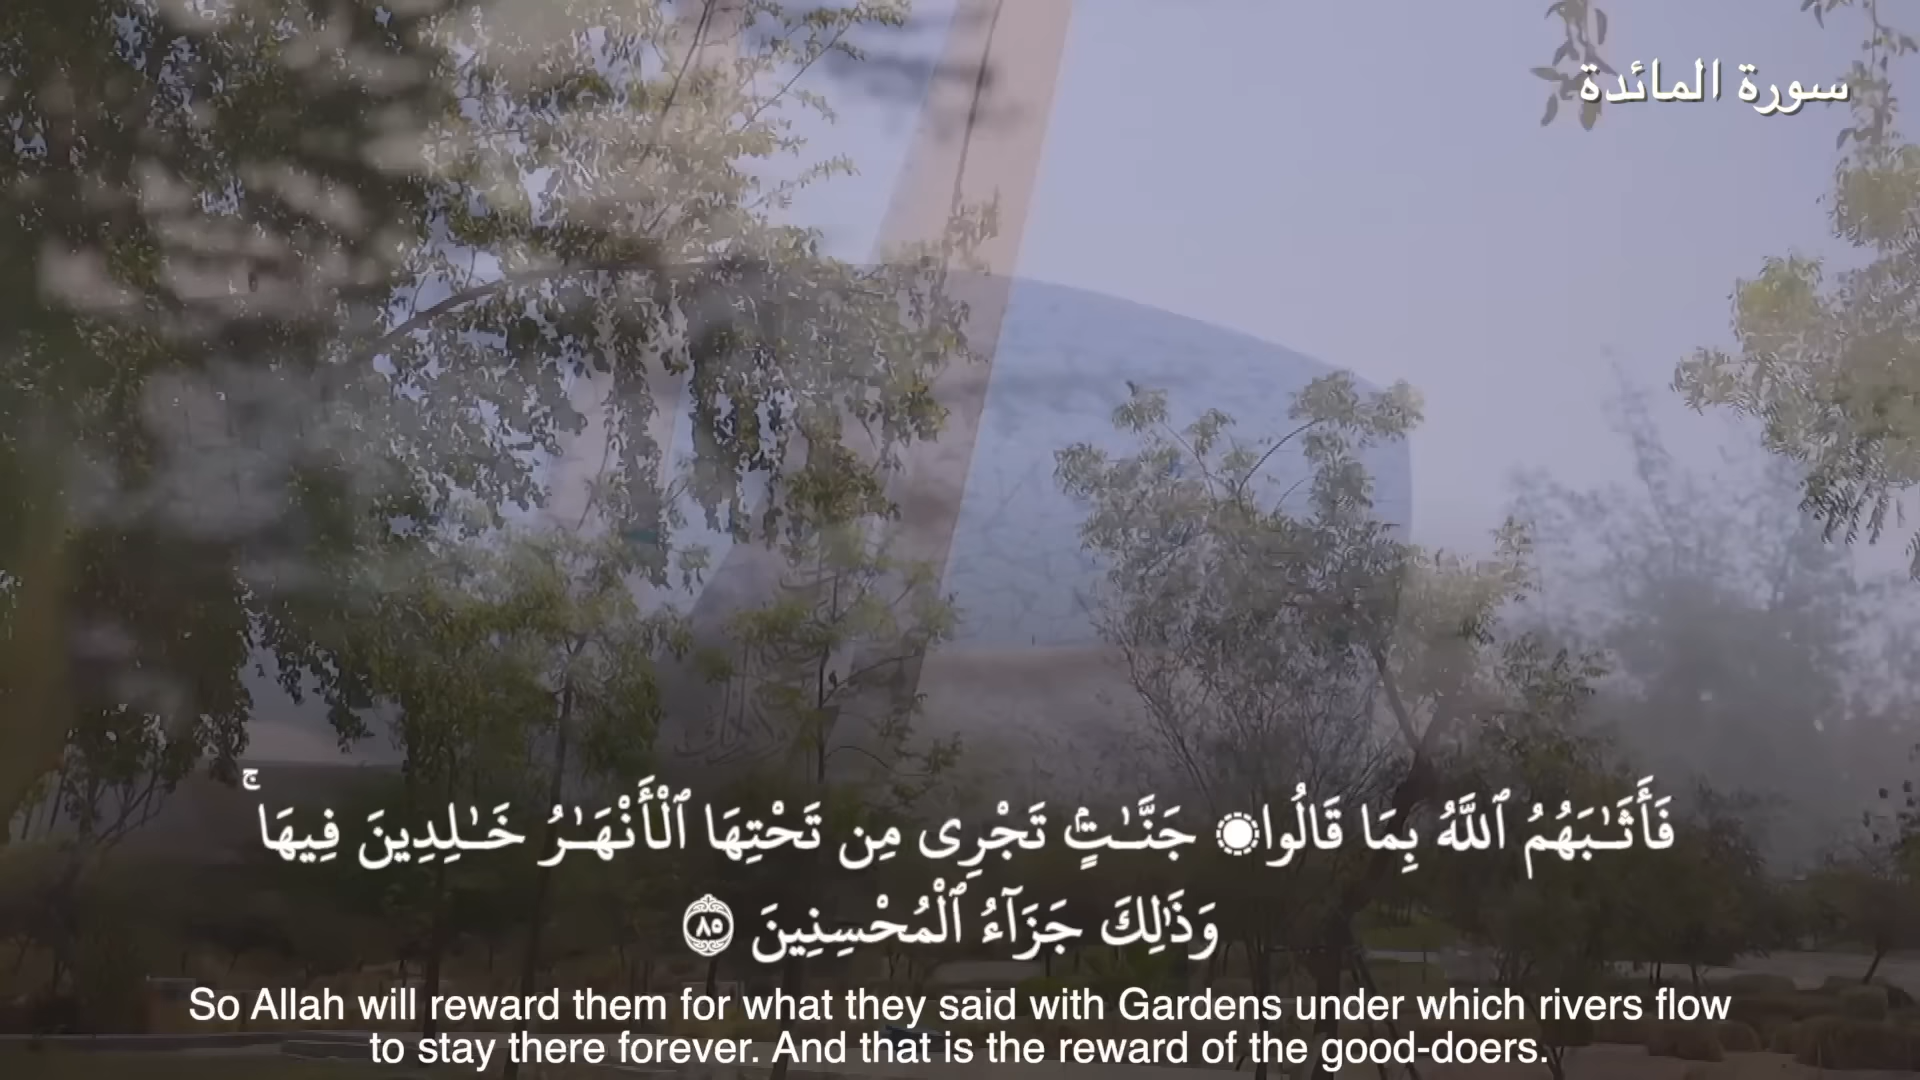 سورة المائدة
فَأَثَـٰبَهُمُ ٱللَّهُ بِمَا قَالُوا۟ جَنَّـٰتٍۢ تَجْرِى مِن تَحْتِهَا ٱلْأَنْهَـٰرُ خَـٰلِدِينَ فِيهَا ۚ
وَذَٰلِكَ جَزَآءُ ٱلْمُحْسِنِينَ ٨٥
So Allah will reward them for what they said with Gardens under which rivers flow
to stay there forever. And that is the reward of the good-doers.